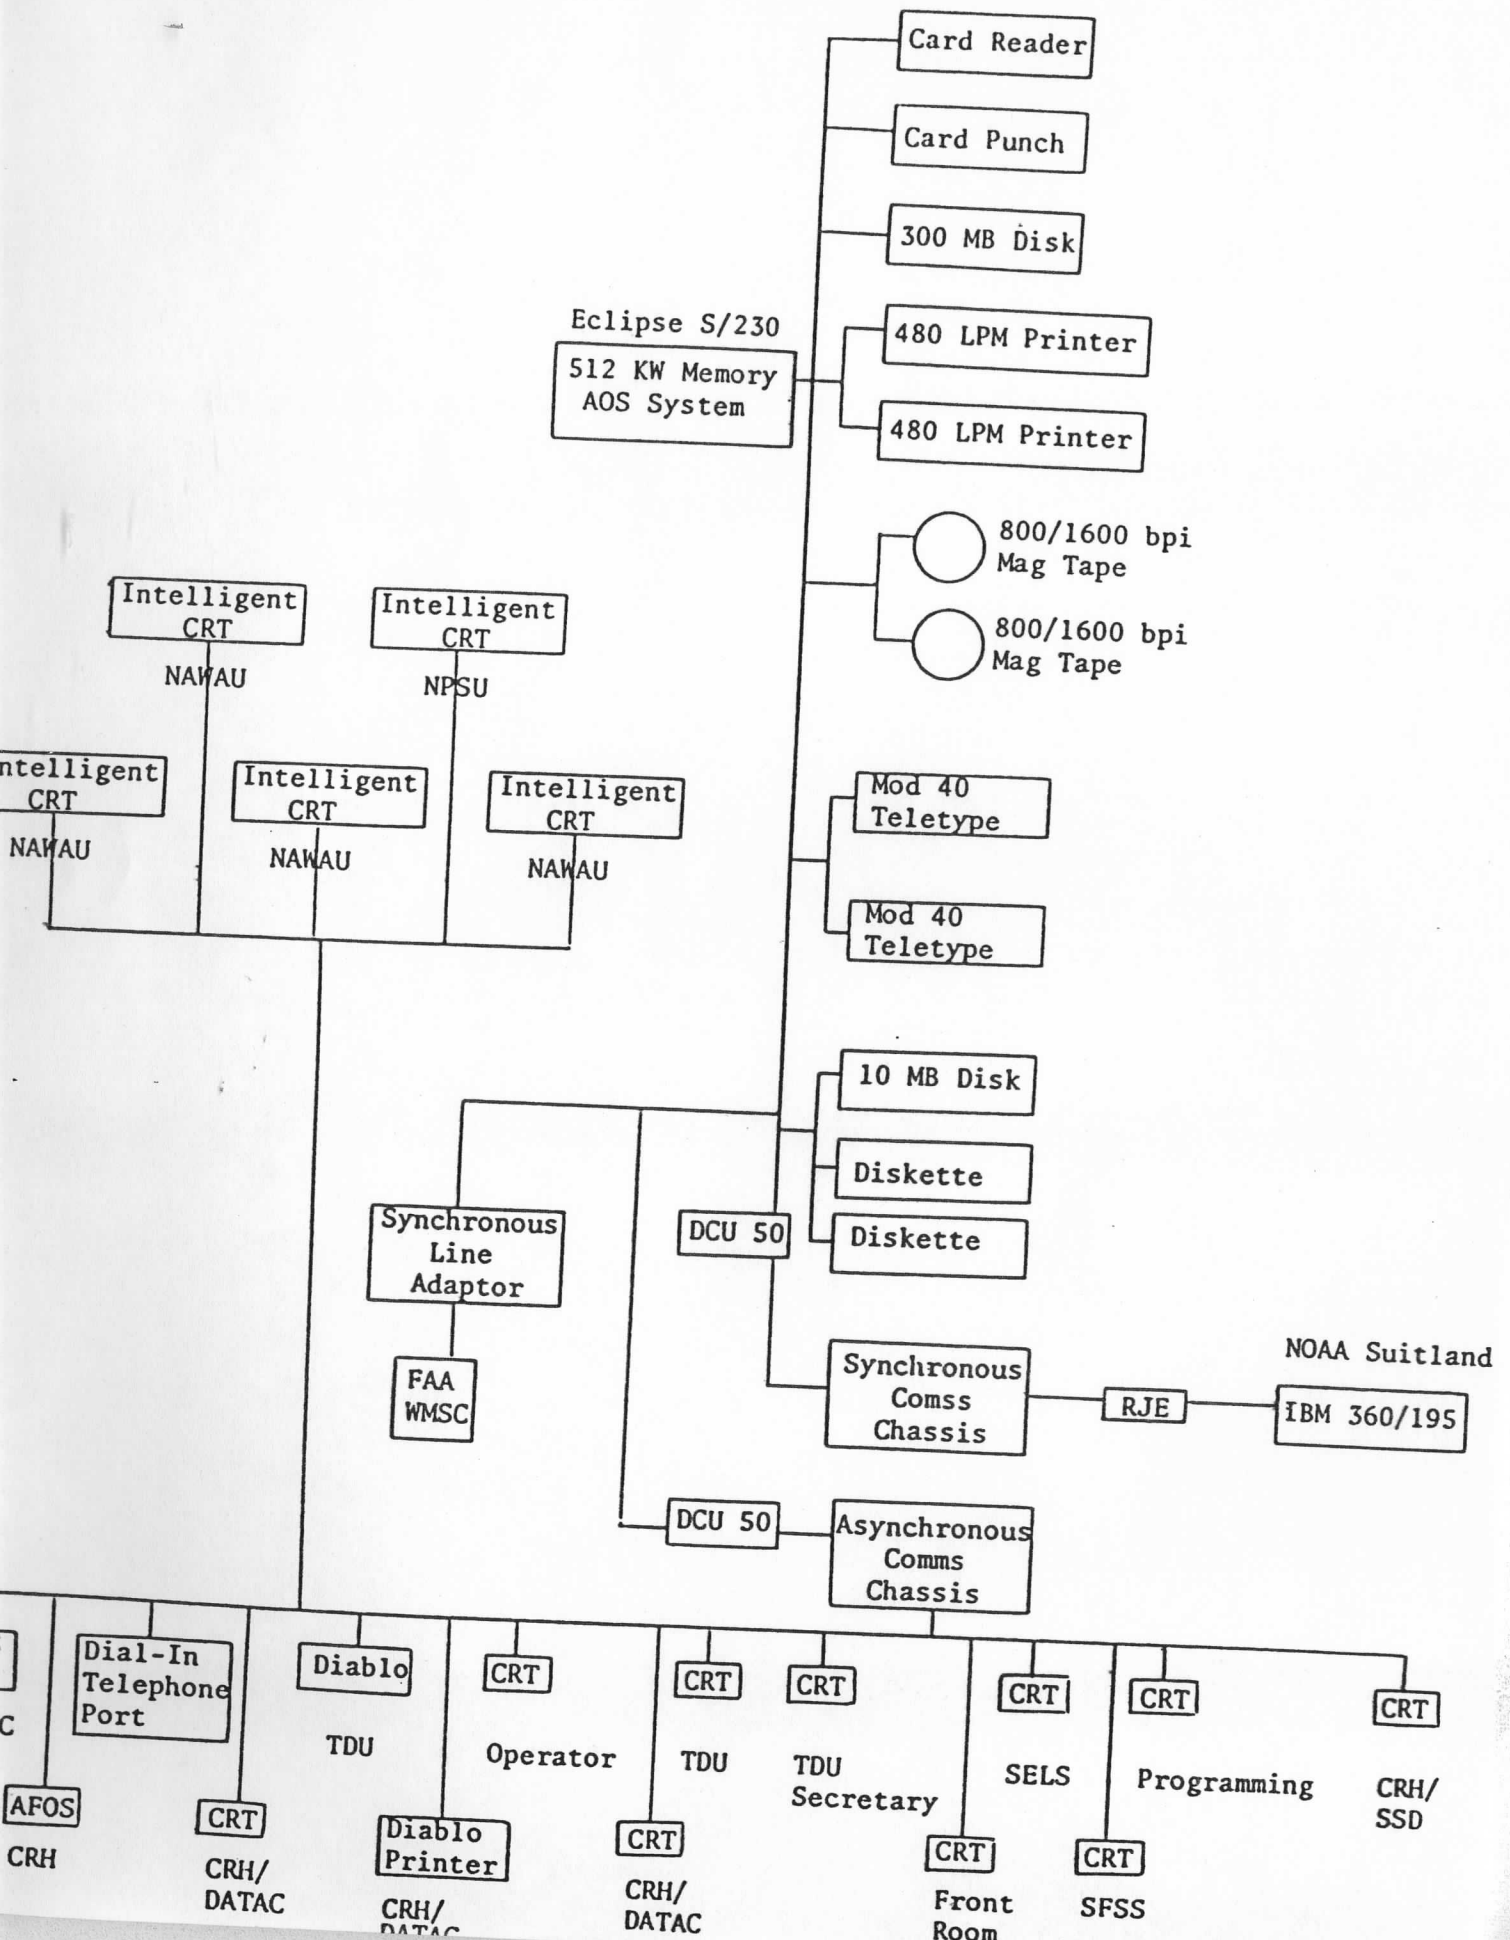 Card Reader
Card Punch
300 MB Disk
Eclipse S/230
512 KW Memory
AOS System
480 LPM Printer
480 LPM Printer
800/1600 bpi
Mag Tape
800/1600 bpi
Mag Tape
Intelligent
CRT
NAWAU
Intelligent
CRT
NPSU
ntelligent
CRT
NAWAU
Intelligent
CRT
NAWAU
Intelligent
CRT
NAWAU
Mod 40
Teletype
Mod 40
Teletype
10 MB Disk
Diskette
Diskette
DCU 50
Synchronous
Line
Adaptor
FAA
WMSC
Synchronous
Comss
Chassis
RJE
NOAA Suitland
IBM 360/195
DCU 50
Asynchronous
Comms
Chassis
C
AFOS
CRH
Dial-In
Telephone
Port
CRT
CRH/
DATAC
Diablo
TDU
Diablo
Printer
CRH/
DATAC
CRT
Operator
CRT
CRH/
DATAC
CRT
TDU
CRT
TDU
Secretary
CRT
Front
Room
CRT
SELS
CRT
SFSS
CRT
Programming
CRT
CRH/
SSD